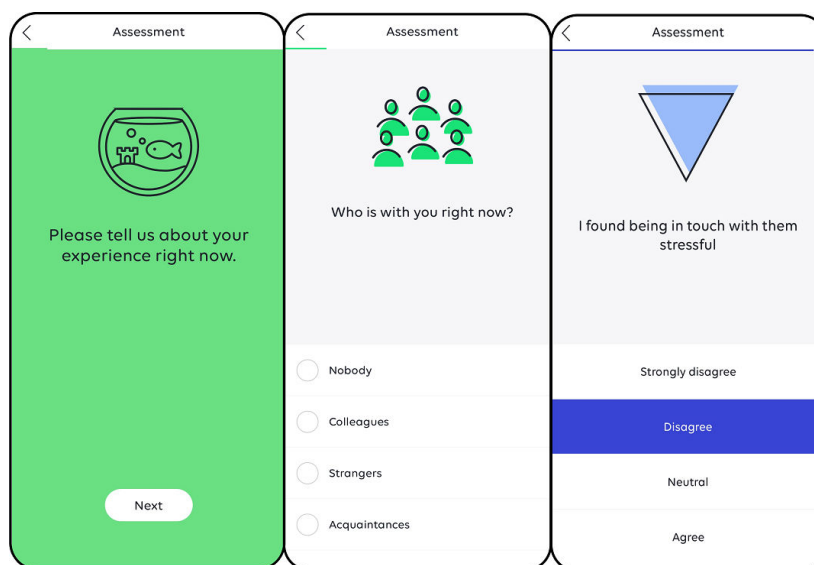 Assessment
Please tell us about your
experience right now.
Next
Assessment
Who is with you right now?
Nobody
Colleagues
Strangers
Acquaintances
Assessment
I found being in touch with them
stressful
Strongly disagree
Disagree
Neutral
Agree